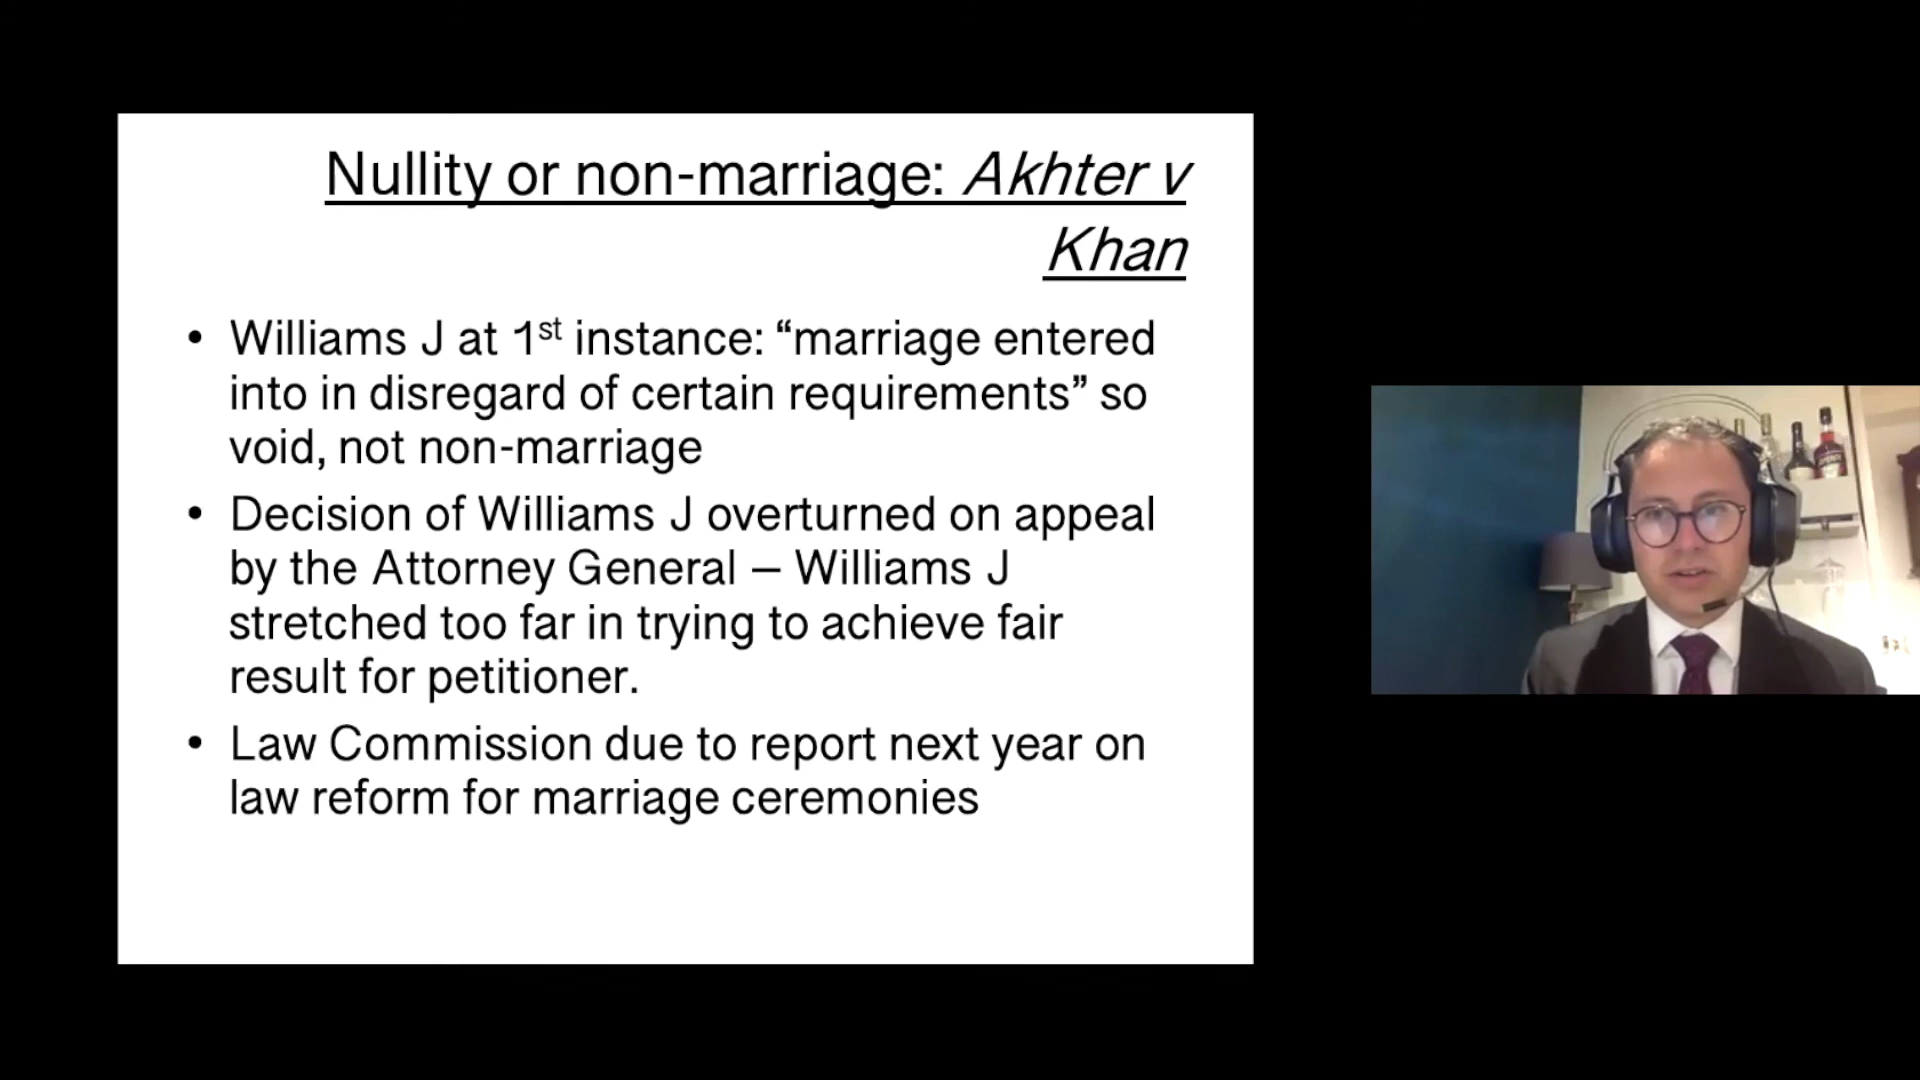 Nullity or non-marriage: Akhter v
Khan
• Williams J at 1st instance: “marriage entered
into in disregard of certain requirements” so
void, not non-marriage
• Decision of Williams J overturned on appeal
by the Attorney General – Williams J
stretched too far in trying to achieve fair
result for petitioner.
• Law Commission due to report next year on
law reform for marriage ceremonies